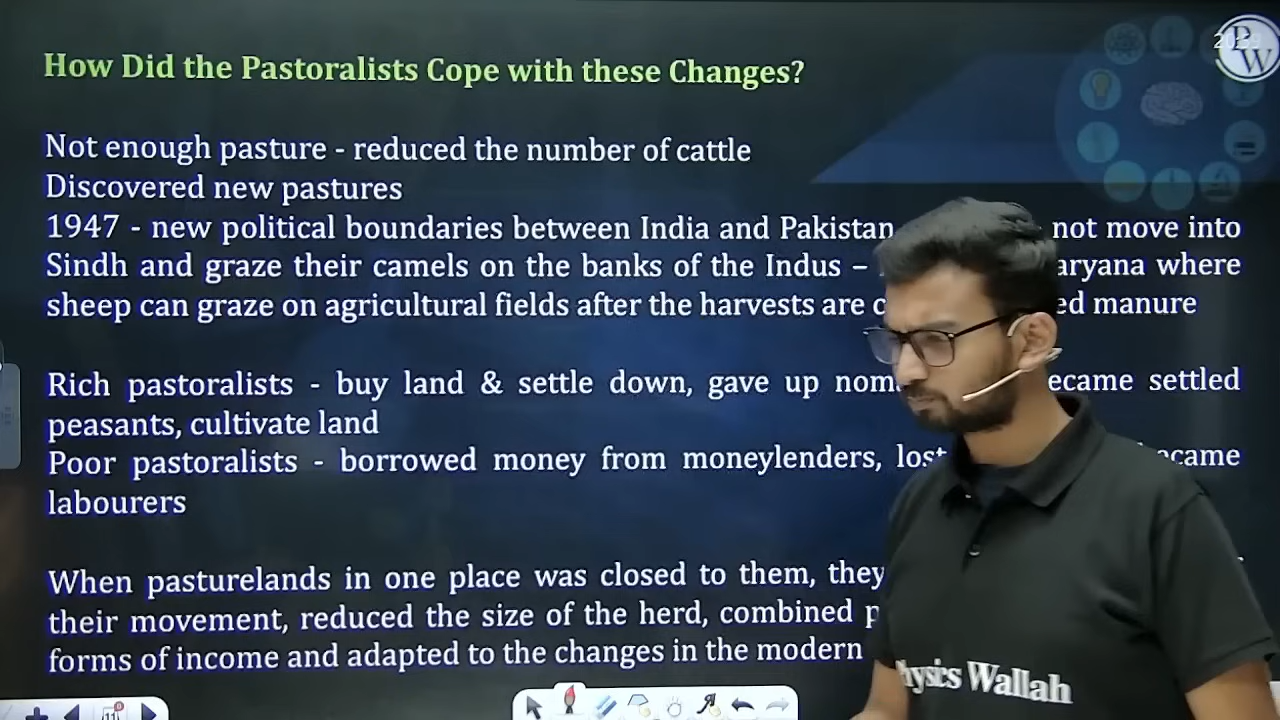 How Did the Pastoralists Cope with these Changes?
Not enough pasture - reduced the number of cattle
Discovered new pastures
1947 - new political boundaries between India and Pakistan not move into
Sindh and graze their camels on the banks of the Indus – aryana where
sheep can graze on agricultural fields after the harvests are c ed manure
Rich pastoralists - buy land & settle down, gave up nom ecame settled
peasants, cultivate land
Poor pastoralists - borrowed money from moneylenders, lost ecame
labourers
When pasturelands in one place was closed to them, they
their movement, reduced the size of the herd, combined p
forms of income and adapted to the changes in the modern
PW
hysics Wallah
11